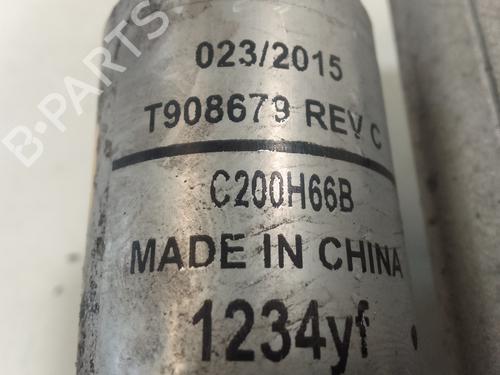 023/2015
T908679 REV C
C200H66B
MADE IN CHINA
1234yf
B-PARTS